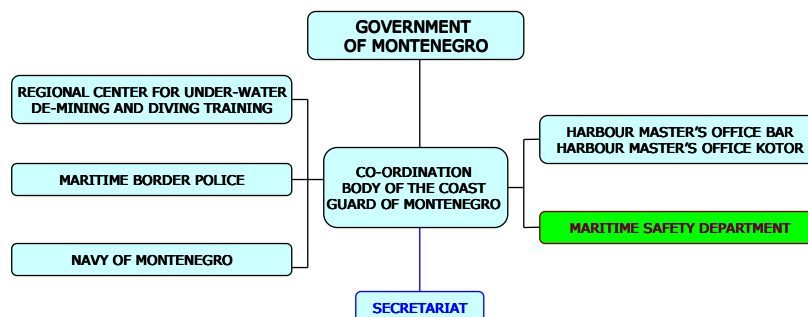 GOVERNMENT
OF MONTENEGRO
REGIONAL CENTER FOR UNDER-WATER
DE-MINING AND DIVING TRAINING
MARITIME BORDER POLICE
NAVY OF MONTENEGRO
CO-ORDINATION
BODY OF THE COAST
GUARD OF MONTENEGRO
HARBOUR MASTER'S OFFICE BAR
HARBOUR MASTER'S OFFICE KOTOR
MARITIME SAFETY DEPARTMENT
SECRETARIAT